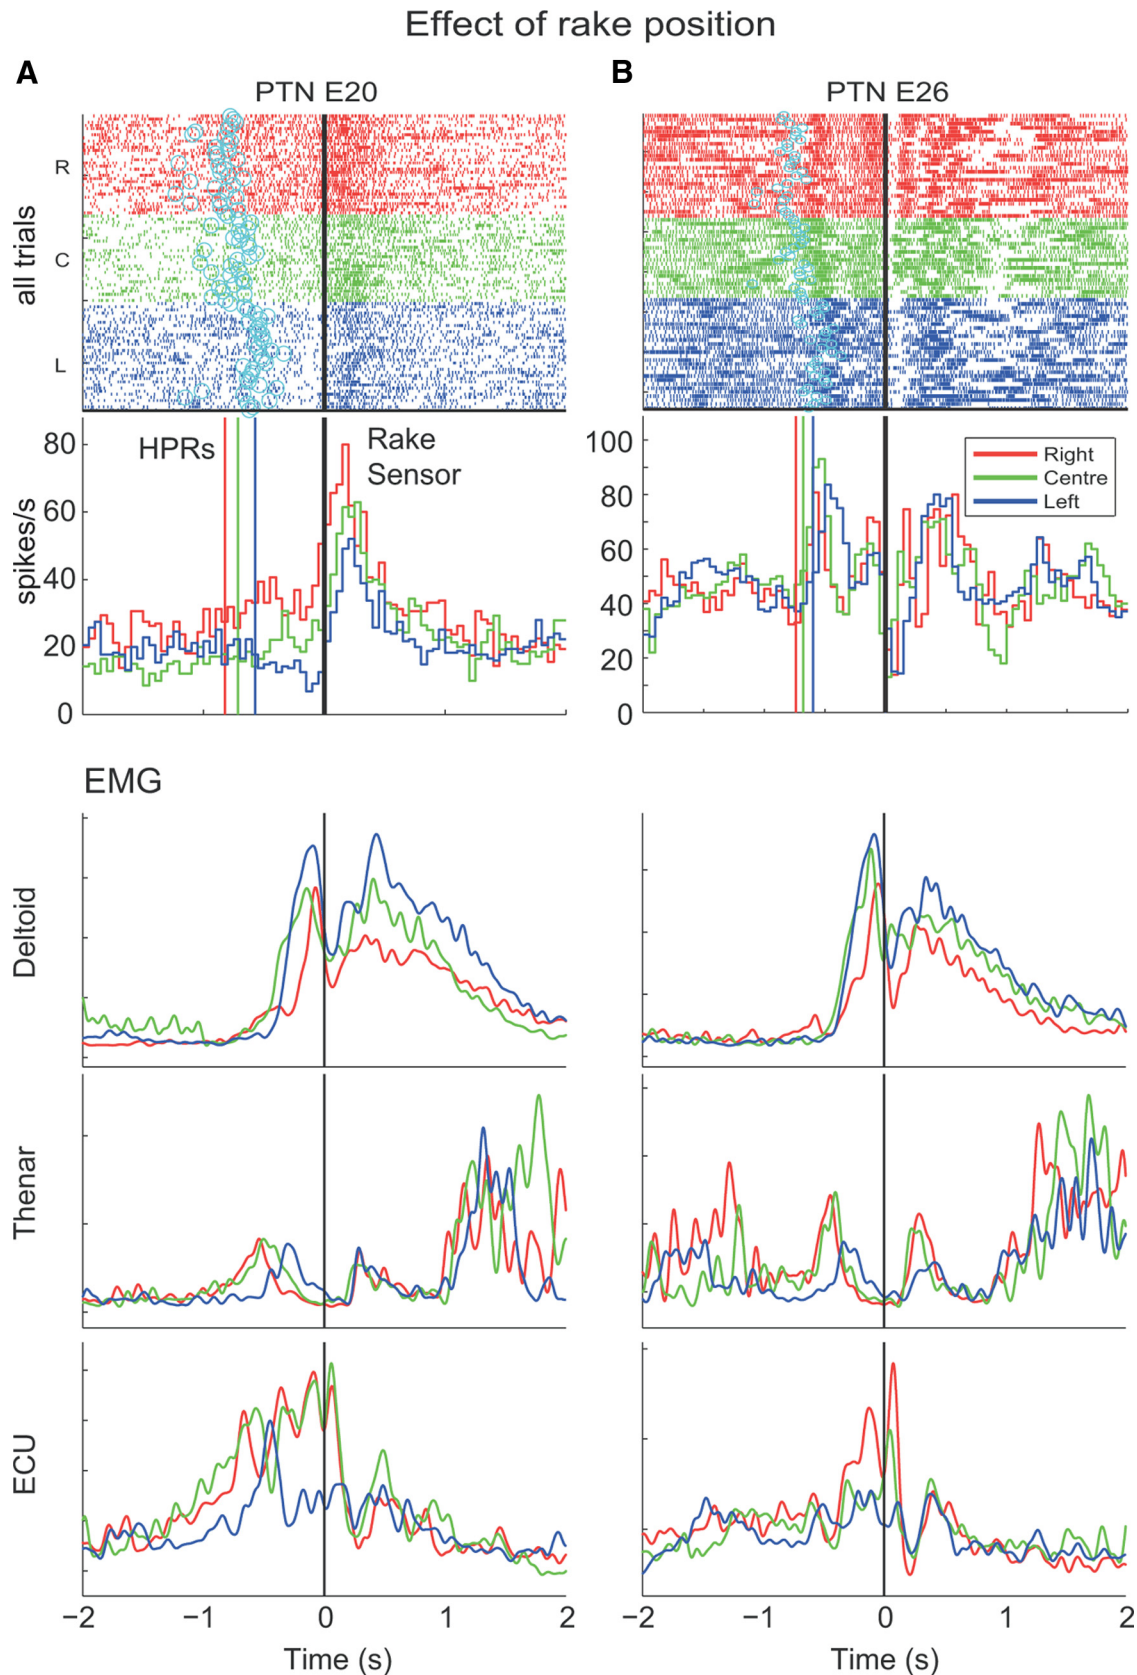 Effect of rake position
A
B
PTN E20
PTN E26
all trials
R
C
L
HPRs
Rake
Sensor
spikes/s
80
60
40
20
0
100
80
60
40
20
0
Right
Centre
Left
EMG
Deltoid
Thenar
ECU
−2
−1
0
1
2
−2
−1
0
1
2
Time (s)
Time (s)